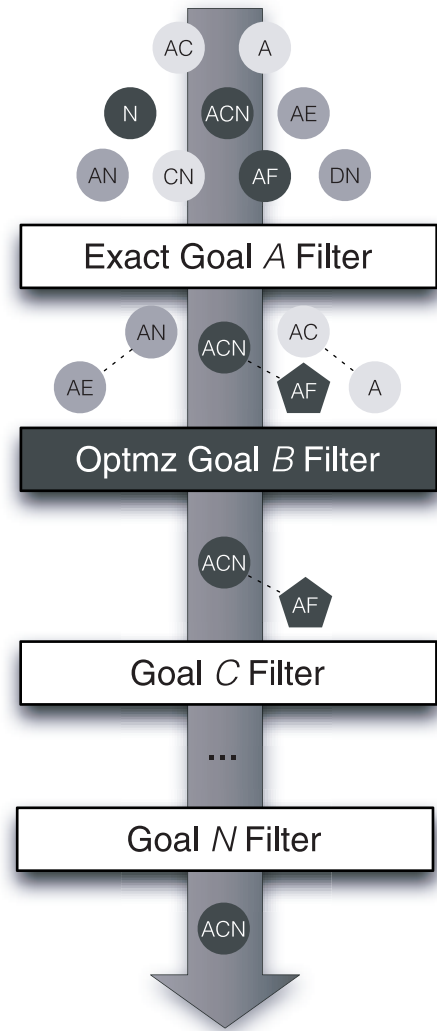 AC A
N ACN AE
AN CN AF DN
Exact Goal A Filter
AN ACN AC
AE AF A
Optmz Goal B Filter
ACN
AF
Goal C Filter
...
Goal N Filter
ACN